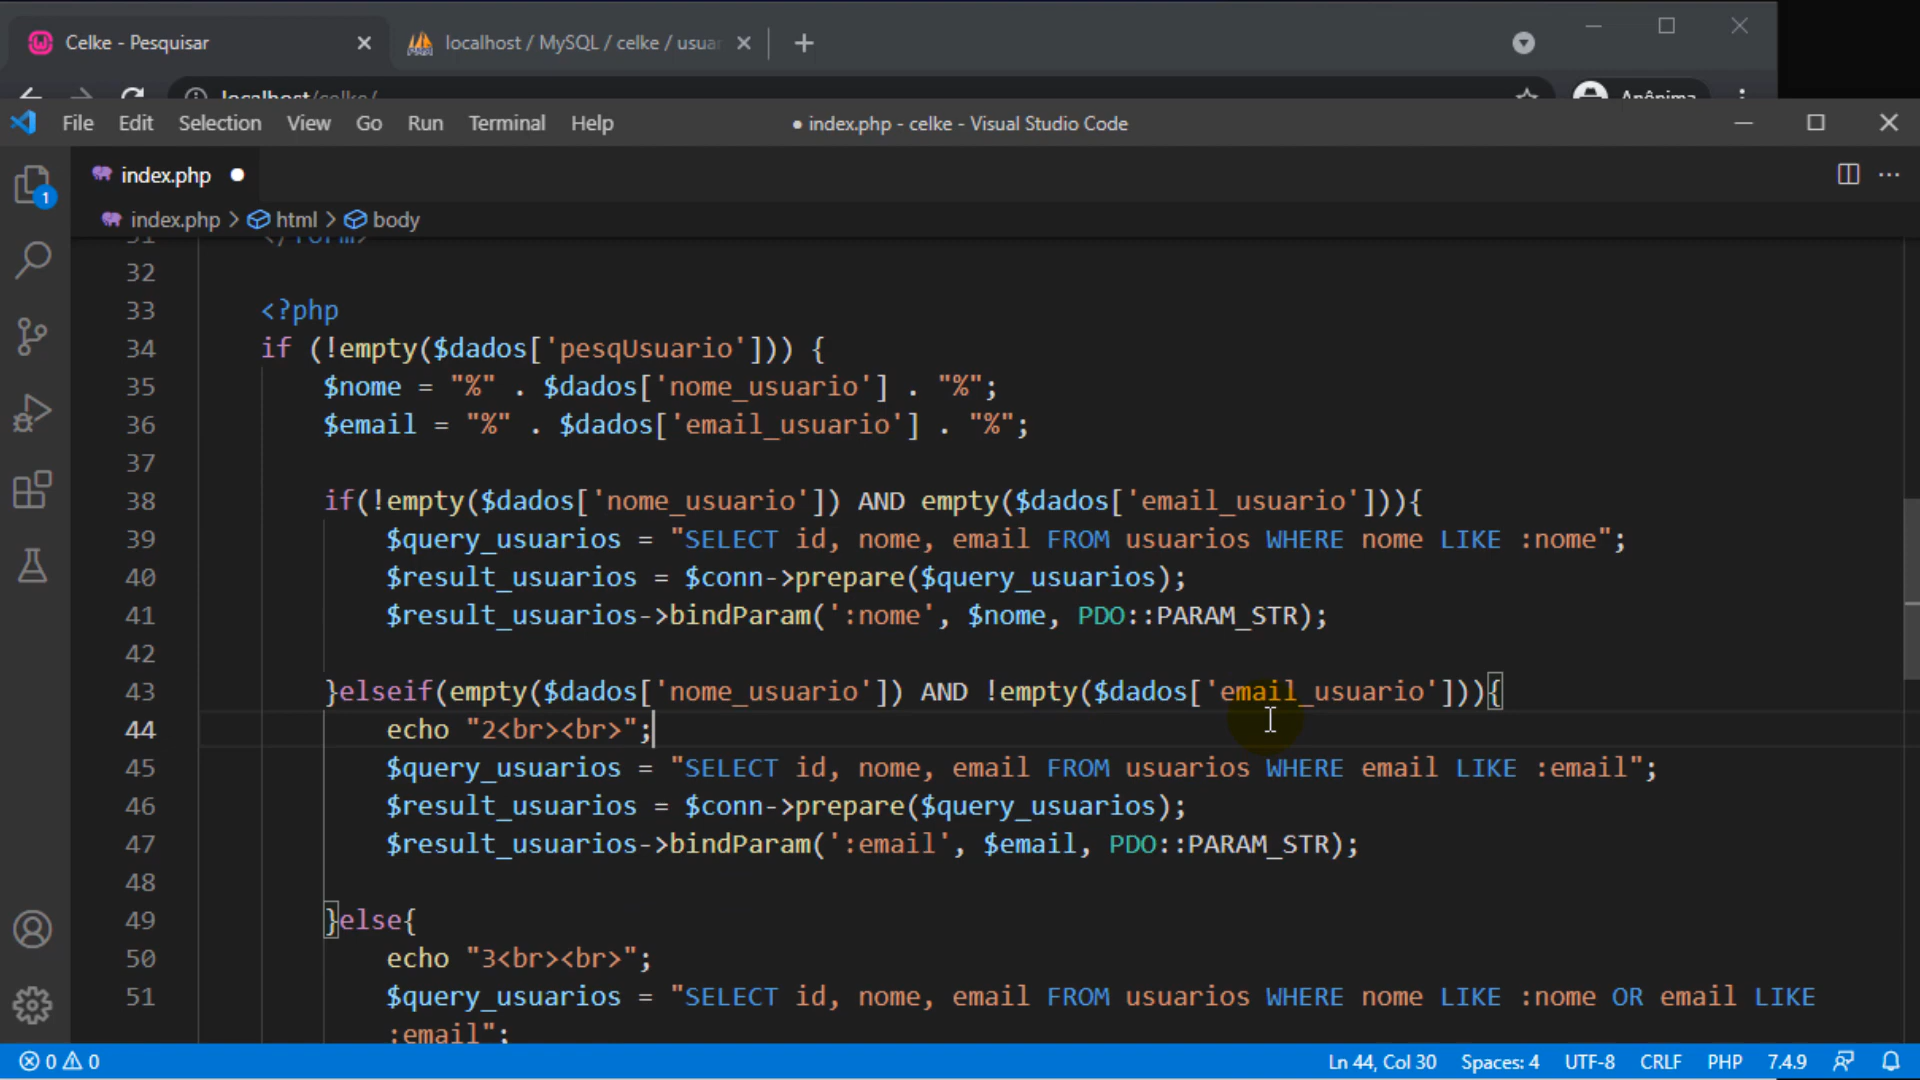 Celke - Pesquisar
localhost / MySQL / celke / usuar
localhost/celke/
Anônima
File Edit Selection View Go Run Terminal Help
● index.php - celke - Visual Studio Code
index.php
index.php > html > body
1
31 </form>
32
33 <?php
34 if (!empty($dados['pesqUsuario'])) {
35 $nome = "%" . $dados['nome_usuario'] . "%";
36 $email = "%" . $dados['email_usuario'] . "%";
37
38 if(!empty($dados['nome_usuario']) AND empty($dados['email_usuario'])){
39 $query_usuarios = "SELECT id, nome, email FROM usuarios WHERE nome LIKE :nome";
40 $result_usuarios = $conn->prepare($query_usuarios);
41 $result_usuarios->bindParam(':nome', $nome, PDO::PARAM_STR);
42
43 }elseif(empty($dados['nome_usuario']) AND !empty($dados['email_usuario'])){
44 echo "2<br><br>";
45 $query_usuarios = "SELECT id, nome, email FROM usuarios WHERE email LIKE :email";
46 $result_usuarios = $conn->prepare($query_usuarios);
47 $result_usuarios->bindParam(':email', $email, PDO::PARAM_STR);
48
49 }else{
50 echo "3<br><br>";
51 $query_usuarios = "SELECT id, nome, email FROM usuarios WHERE nome LIKE :nome OR email LIKE
:email";
0 0 Ln 44, Col 30 Spaces: 4 UTF-8 CRLF PHP 7.4.9